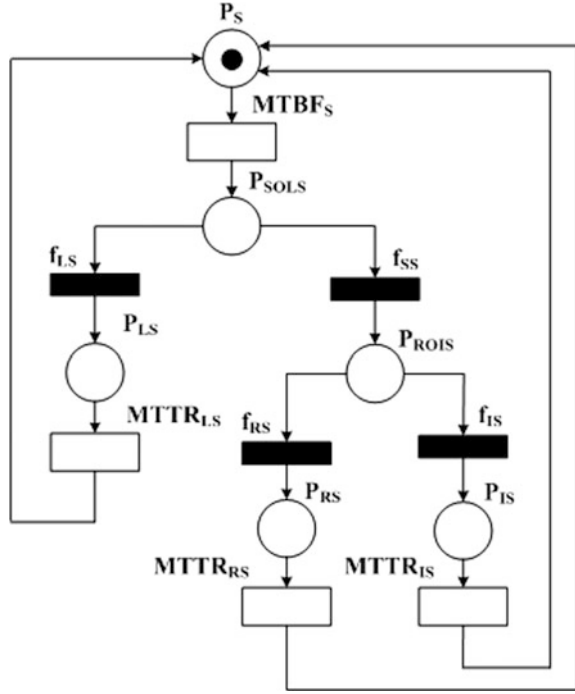 P_S
MTBF_S
P_SOLS
f_LS
f_SS
P_LS
P_ROIS
MTTR_LS
f_RS
f_IS
P_RS
P_IS
MTTR_RS
MTTR_IS